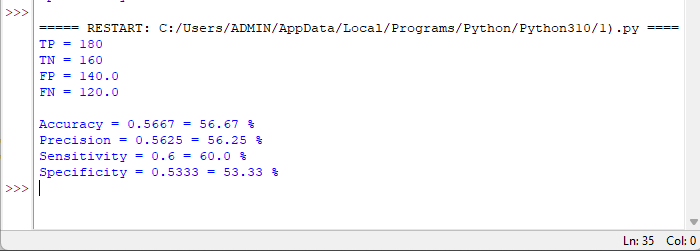 >>>
===== RESTART: C:/Users/ADMIN/AppData/Local/Programs/Python/Python310/1).py ====
TP = 180
TN = 160
FP = 140.0
FN = 120.0
Accuracy = 0.5667 = 56.67 %
Precision = 0.5625 = 56.25 %
Sensitivity = 0.6 = 60.0 %
Specificity = 0.5333 = 53.33 %
>>>
Ln: 35 Col: 0